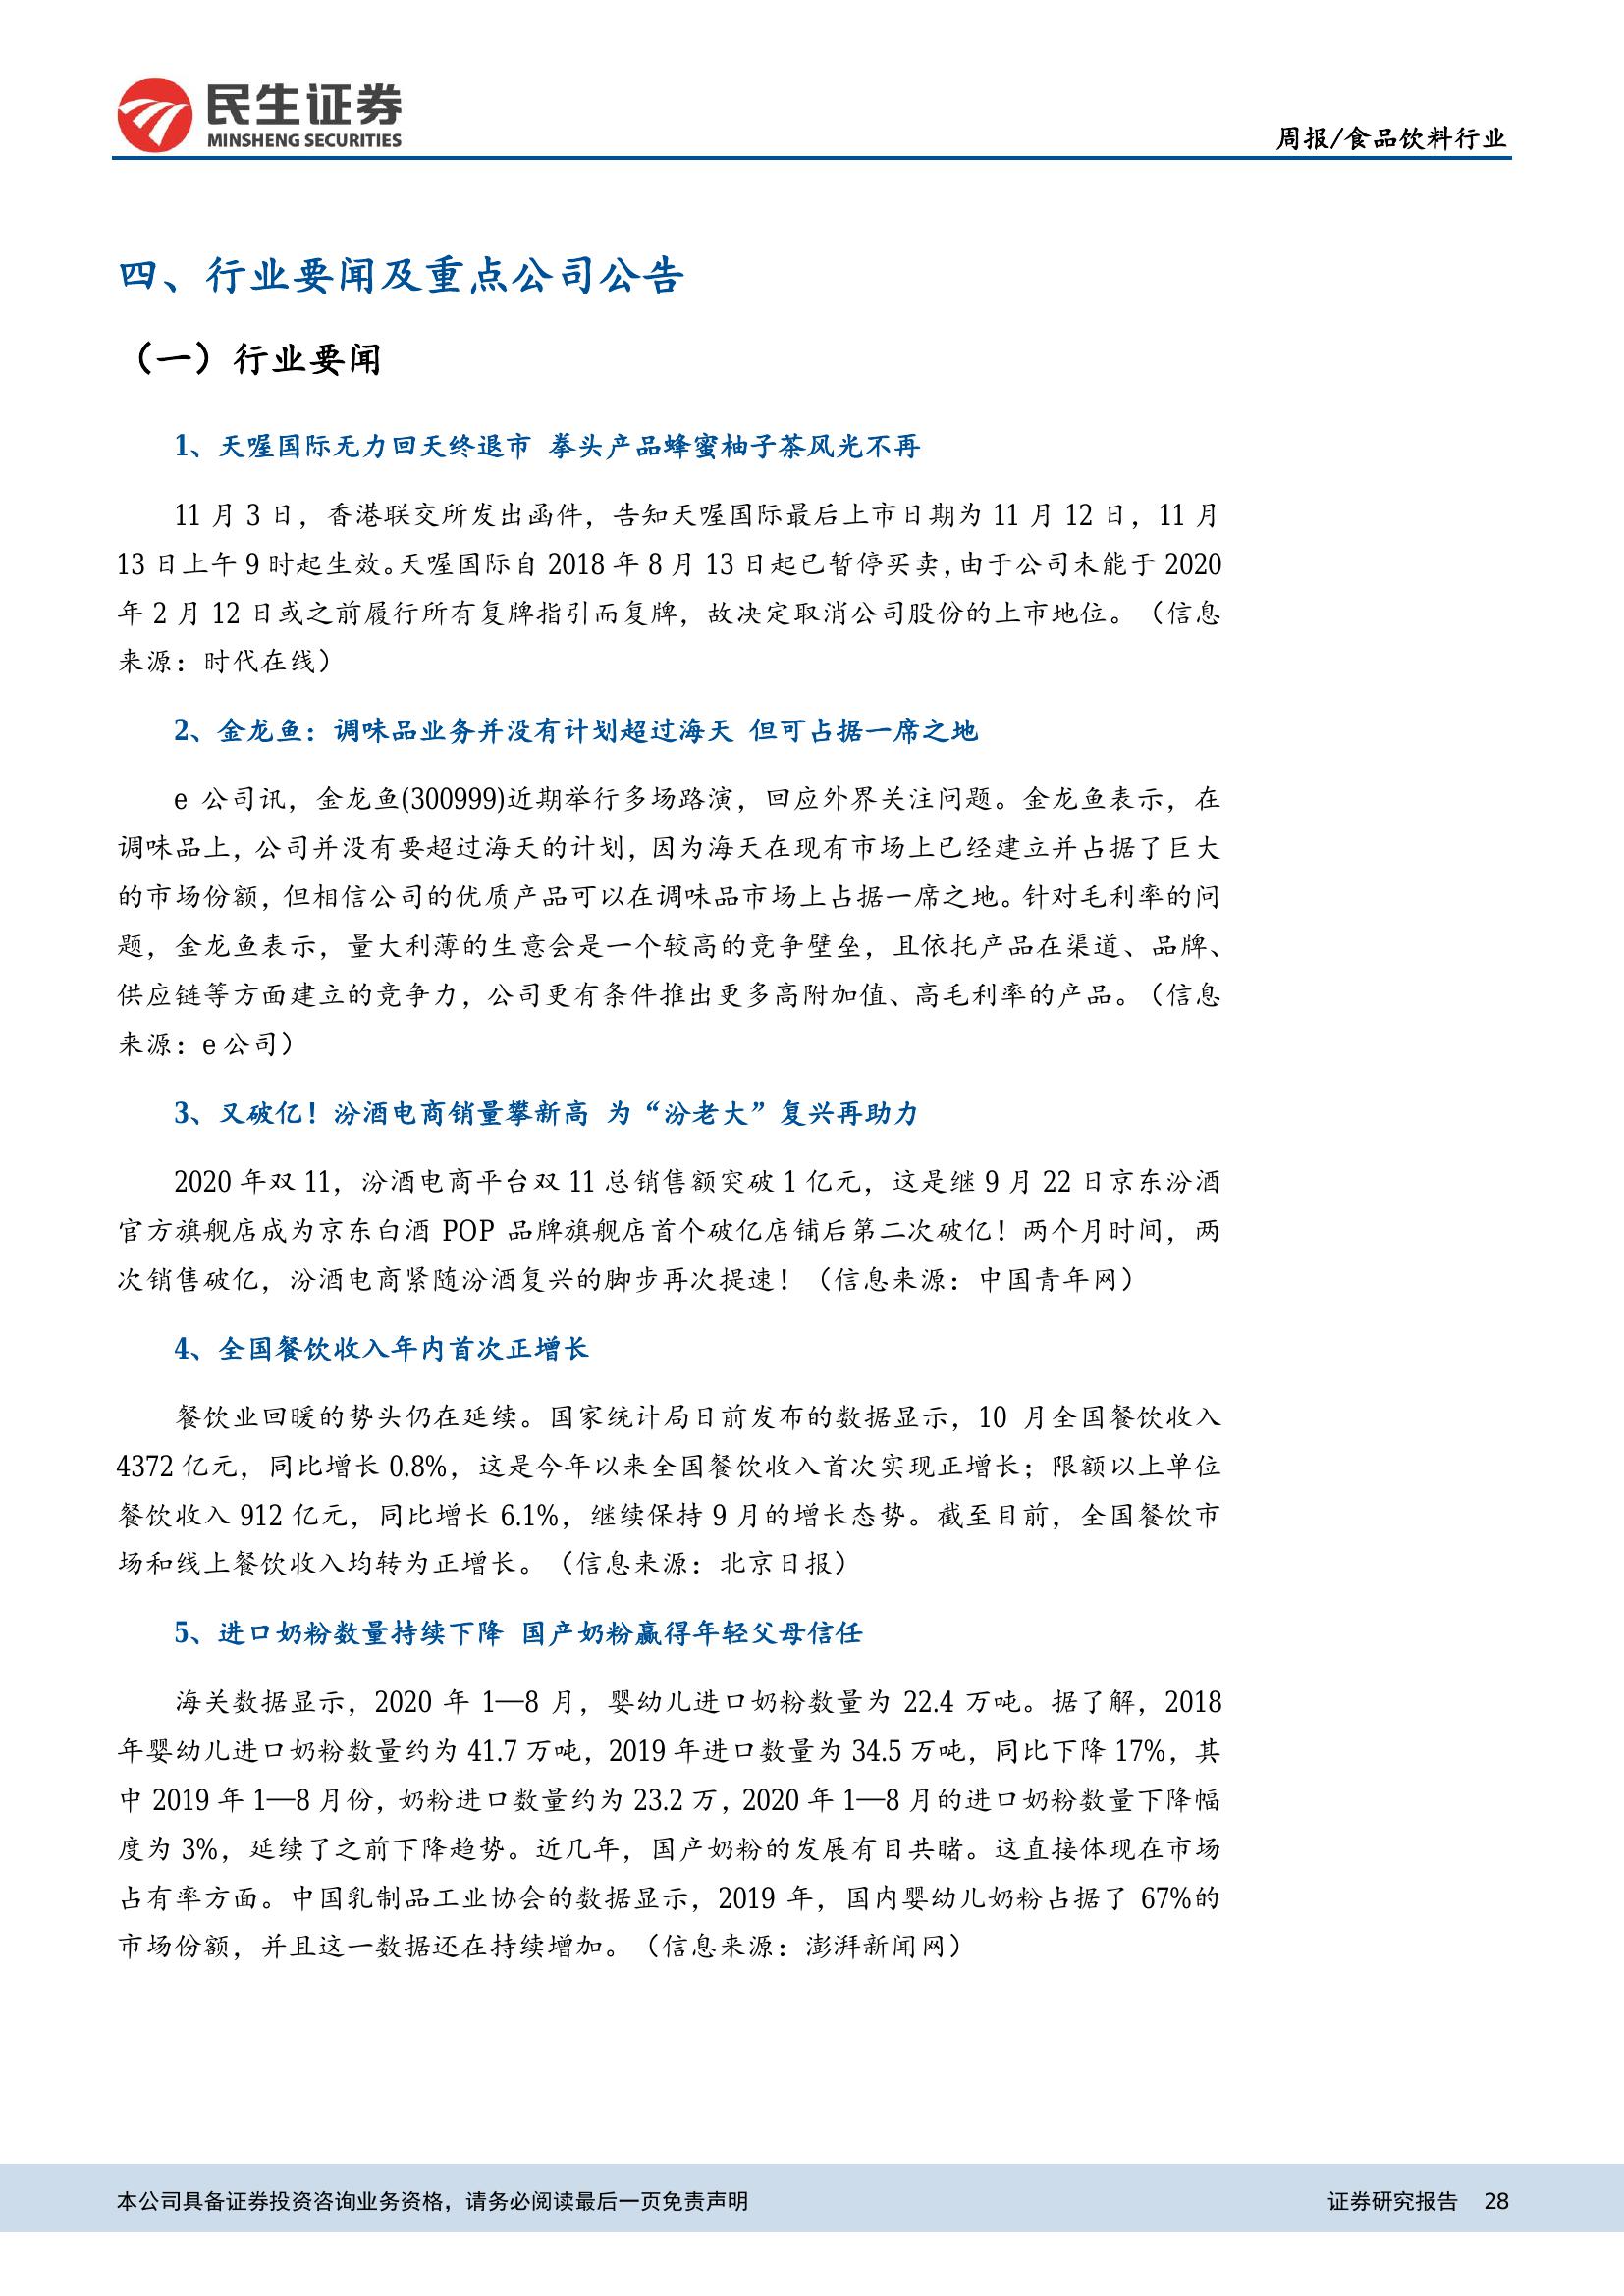 民生证券
MINSHENG SECURITIES
周报/食品饮料行业
四、行业要闻及重点公司公告
（一）行业要闻
1、天喔国际无力回天终退市 拳头产品蜂蜜柚子茶风光不再
11 月 3 日，香港联交所发出函件，告知天喔国际最后上市日期为 11 月 12 日，11 月
13 日上午 9 时起生效。天喔国际自 2018 年 8 月 13 日起已暂停买卖，由于公司未能于 2020
年 2 月 12 日或之前履行所有复牌指引而复牌，故决定取消公司股份的上市地位。（信息
来源：时代在线）
2、金龙鱼：调味品业务并没有计划超过海天 但可占据一席之地
e 公司讯，金龙鱼(300999)近期举行多场路演，回应外界关注问题。金龙鱼表示，在
调味品上，公司并没有要超过海天的计划，因为海天在现有市场上已经建立并占据了巨大
的市场份额，但相信公司的优质产品可以在调味品市场上占据一席之地。针对毛利率的问
题，金龙鱼表示，量大利薄的生意会是一个较高的竞争壁垒，且依托产品在渠道、品牌、
供应链等方面建立的竞争力，公司更有条件推出更多高附加值、高毛利率的产品。（信息
来源：e 公司）
3、又破亿！汾酒电商销量攀新高 为“汾老大”复兴再助力
2020 年双 11，汾酒电商平台双 11 总销售额突破 1 亿元，这是继 9 月 22 日京东汾酒
官方旗舰店成为京东白酒 POP 品牌旗舰店首个破亿店铺后第二次破亿！两个月时间，两
次销售破亿，汾酒电商紧随汾酒复兴的脚步再次提速！（信息来源：中国青年网）
4、全国餐饮收入年内首次正增长
餐饮业回暖的势头仍在延续。国家统计局日前发布的数据显示，10 月全国餐饮收入
4372 亿元，同比增长 0.8%，这是今年以来全国餐饮收入首次实现正增长；限额以上单位
餐饮收入 912 亿元，同比增长 6.1%，继续保持 9 月的增长态势。截至目前，全国餐饮市
场和线上餐饮收入均转为正增长。（信息来源：北京日报）
5、进口奶粉数量持续下降 国产奶粉赢得年轻父母信任
海关数据显示，2020 年 1—8 月，婴幼儿进口奶粉数量为 22.4 万吨。据了解，2018
年婴幼儿进口奶粉数量约为 41.7 万吨，2019 年进口数量为 34.5 万吨，同比下降 17%，其
中 2019 年 1—8 月份，奶粉进口数量约为 23.2 万，2020 年 1—8 月的进口奶粉数量下降幅
度为 3%，延续了之前下降趋势。近几年，国产奶粉的发展有目共睹。这直接体现在市场
占有率方面。中国乳制品工业协会的数据显示，2019 年，国内婴幼儿奶粉占据了 67%的
市场份额，并且这一数据还在持续增加。（信息来源：澎湃新闻网）
本公司具备证券投资咨询业务资格，请务必阅读最后一页免责声明
证券研究报告 28